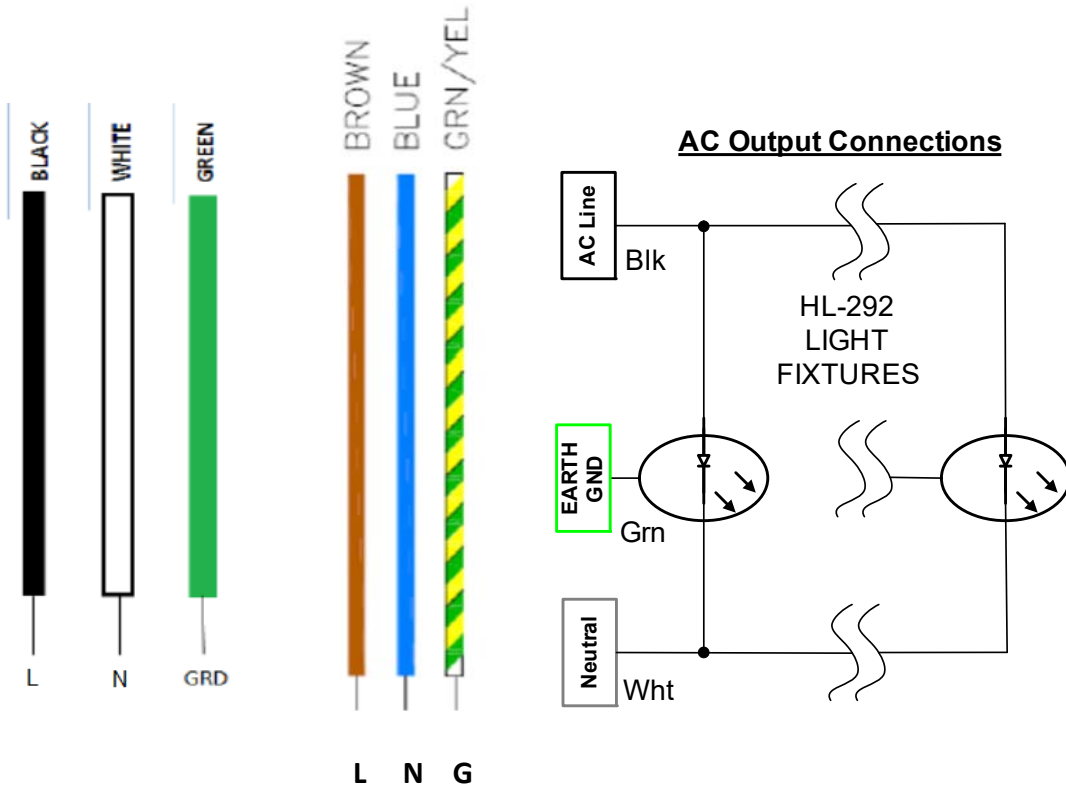 BLACK
WHITE
GREEN
L
N
GRD
BROWN
BLUE
GRN/YEL
L N G
AC Output Connections
AC Line
Blk
HL-292
LIGHT
FIXTURES
EARTH
GND
Grn
Neutral
Wht